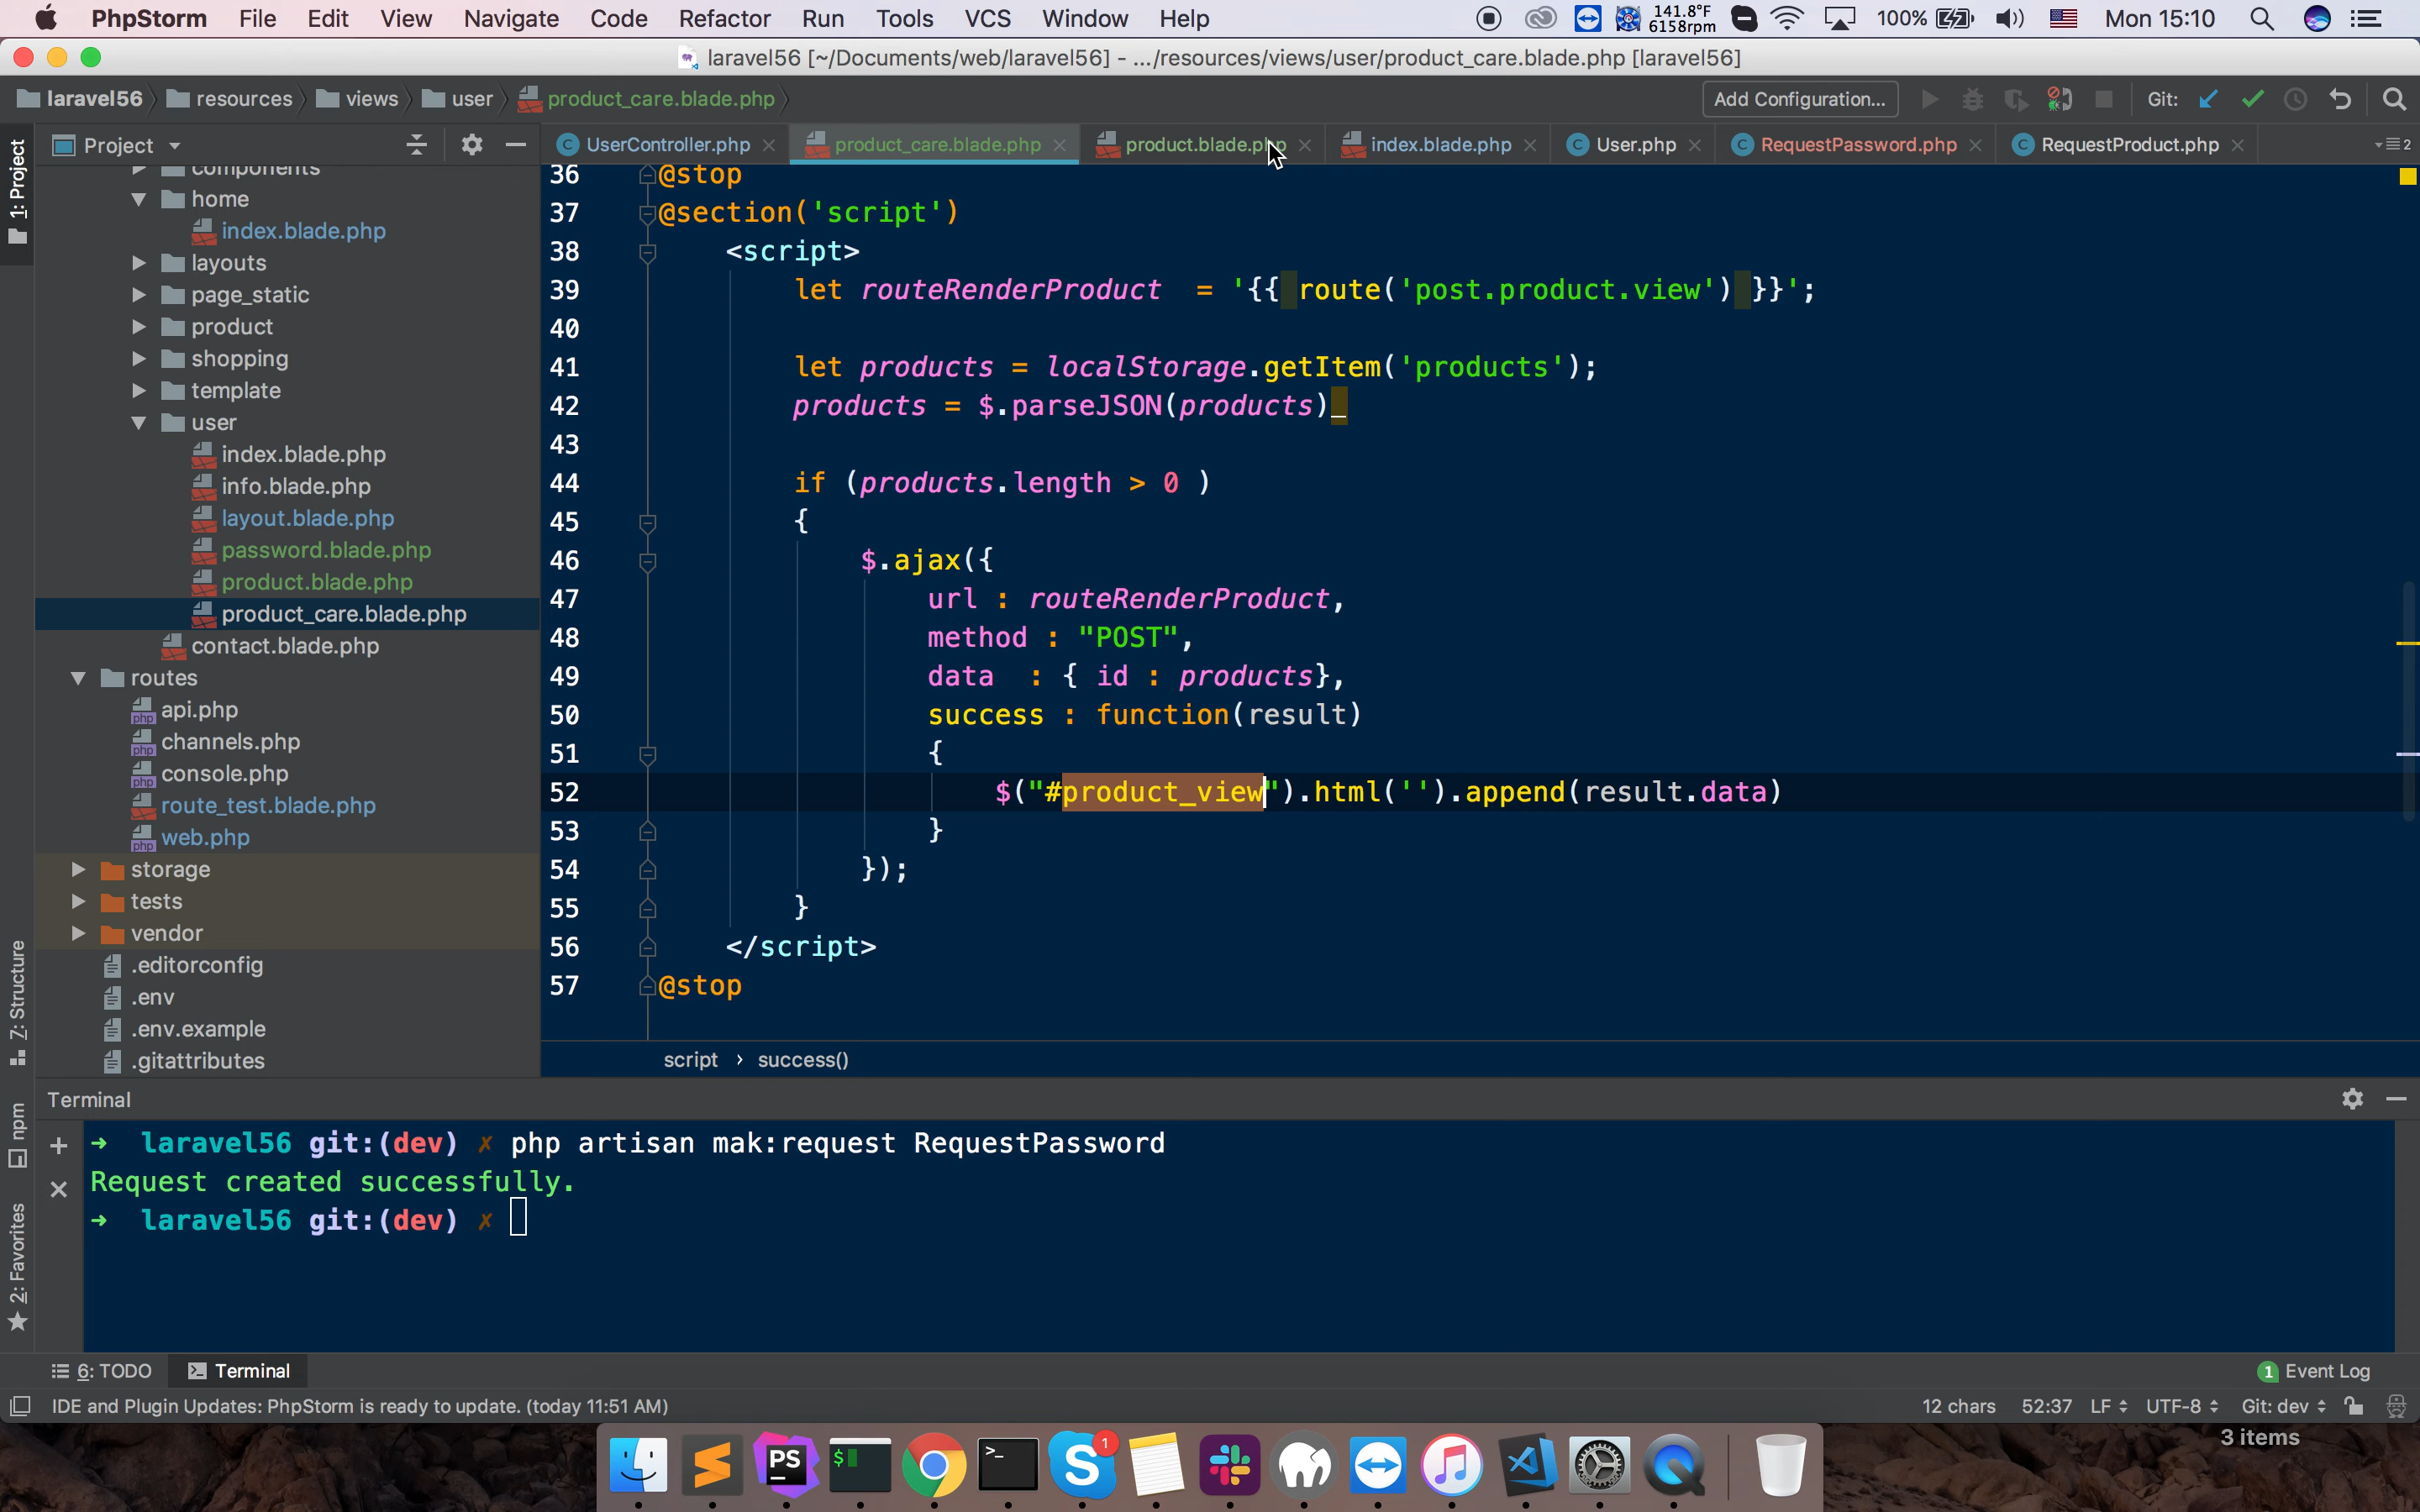 PhpStorm File Edit View Navigate Code Refactor Run Tools VCS Window Help 141.8°F 6158rpm 100% Mon 15:10
laravel56 [~/Documents/web/laravel56] - .../resources/views/user/product_care.blade.php [laravel56]
laravel56 resources views user product_care.blade.php Add Configuration... Git:
Project UserController.php product_care.blade.php product.blade.php index.blade.php User.php RequestPassword.php RequestProduct.php 2
1: Project
Z: Structure
npm
2: Favorites
components
home
index.blade.php
layouts
page_static
product
shopping
template
user
index.blade.php
info.blade.php
layout.blade.php
password.blade.php
product.blade.php
product_care.blade.php
contact.blade.php
routes
api.php
channels.php
console.php
route_test.blade.php
web.php
storage
tests
vendor
.editorconfig
.env
.env.example
.gitattributes
36 @stop
37 @section('script')
38 <script>
39 let routeRenderProduct  = '{{ route('post.product.view') }}';
40
41 let products = localStorage.getItem('products');
42 products = $.parseJSON(products)
43
44 if (products.length > 0 )
45 {
46 $.ajax({
47 url : routeRenderProduct,
48 method : "POST",
49 data  : { id : products},
50 success : function(result)
51 {
52 $("#product_view").html('').append(result.data)
53 }
54 });
55 }
56 </script>
57 @stop
script › success()
Terminal
➜ laravel56 git:(dev) ✗ php artisan mak:request RequestPassword
Request created successfully.
➜ laravel56 git:(dev) ✗
6: TODO Terminal 1 Event Log
IDE and Plugin Updates: PhpStorm is ready to update. (today 11:51 AM) 12 chars 52:37 LF UTF-8 Git: dev
3 items
PS
$
>_
S 1